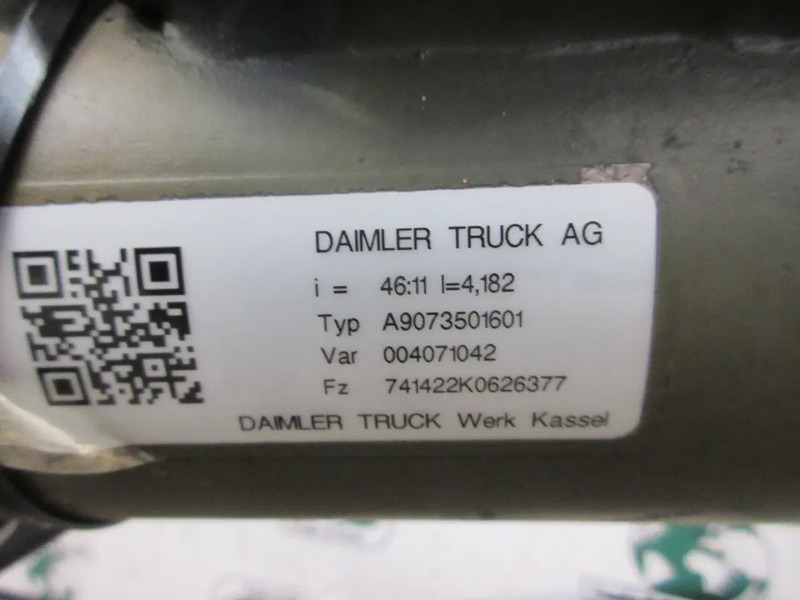 DAIMLER TRUCK AG
i = 46:11 I=4,182
Typ A9073501601
Var 004071042
Fz 741422K0626377
DAIMLER TRUCK Werk Kassel